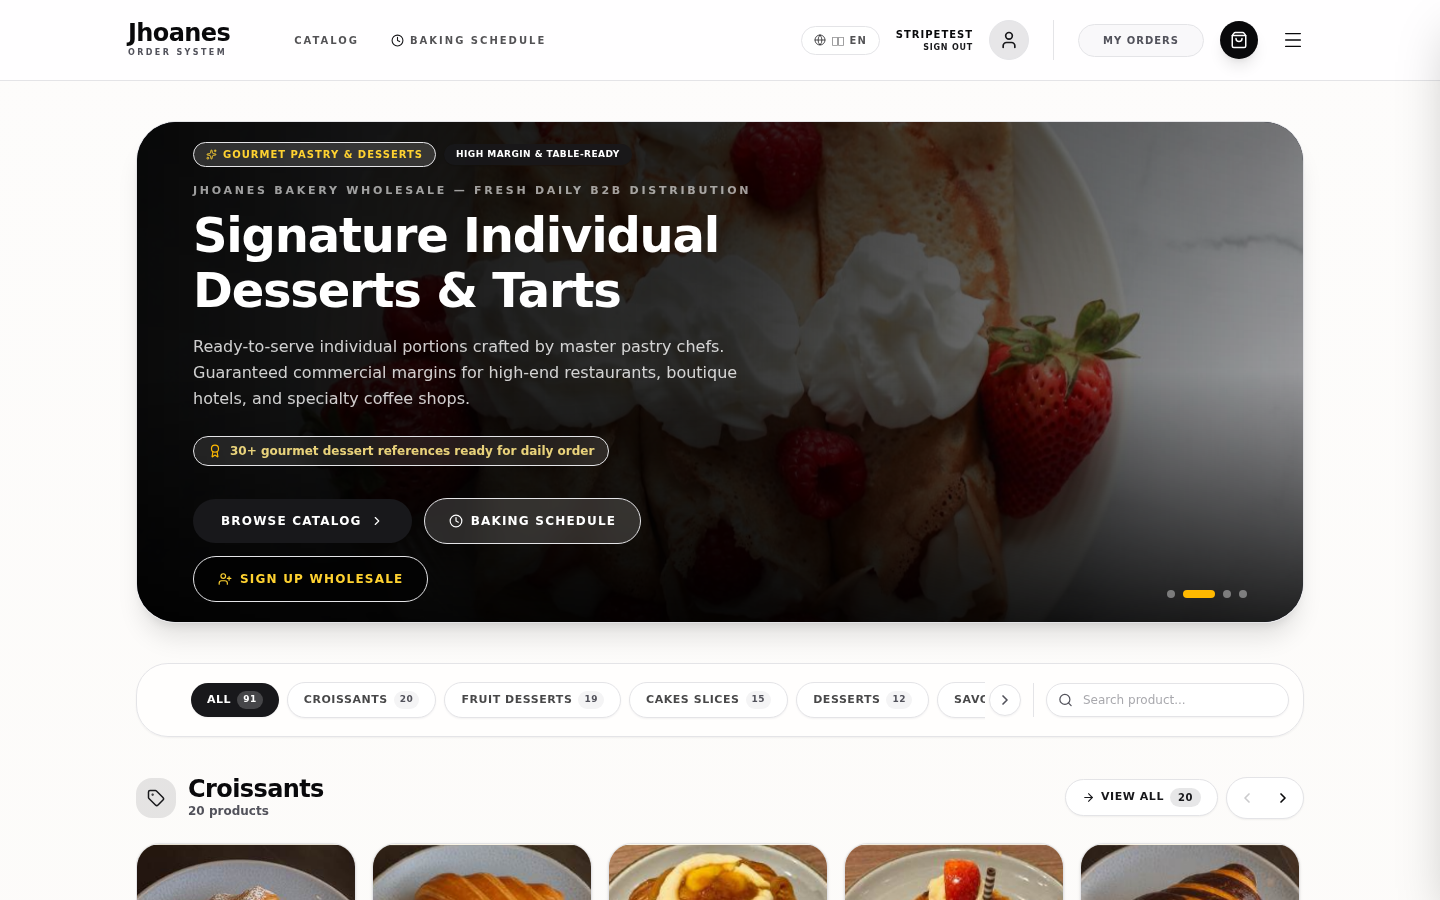 Jhoanes
ORDER SYSTEM
CATALOG
BAKING SCHEDULE
EN
STRIPETEST
SIGN OUT
MY ORDERS
GOURMET PASTRY & DESSERTS
HIGH MARGIN & TABLE-READY
JHOANES BAKERY WHOLESALE — FRESH DAILY B2B DISTRIBUTION
Signature Individual
Desserts & Tarts
Ready-to-serve individual portions crafted by master pastry chefs.
Guaranteed commercial margins for high-end restaurants, boutique
hotels, and specialty coffee shops.
30+ gourmet dessert references ready for daily order
BROWSE CATALOG
BAKING SCHEDULE
SIGN UP WHOLESALE
ALL 91
CROISSANTS 20
FRUIT DESSERTS 19
CAKES SLICES 15
DESSERTS 12
Search product...
Croissants
20 products
VIEW ALL 20